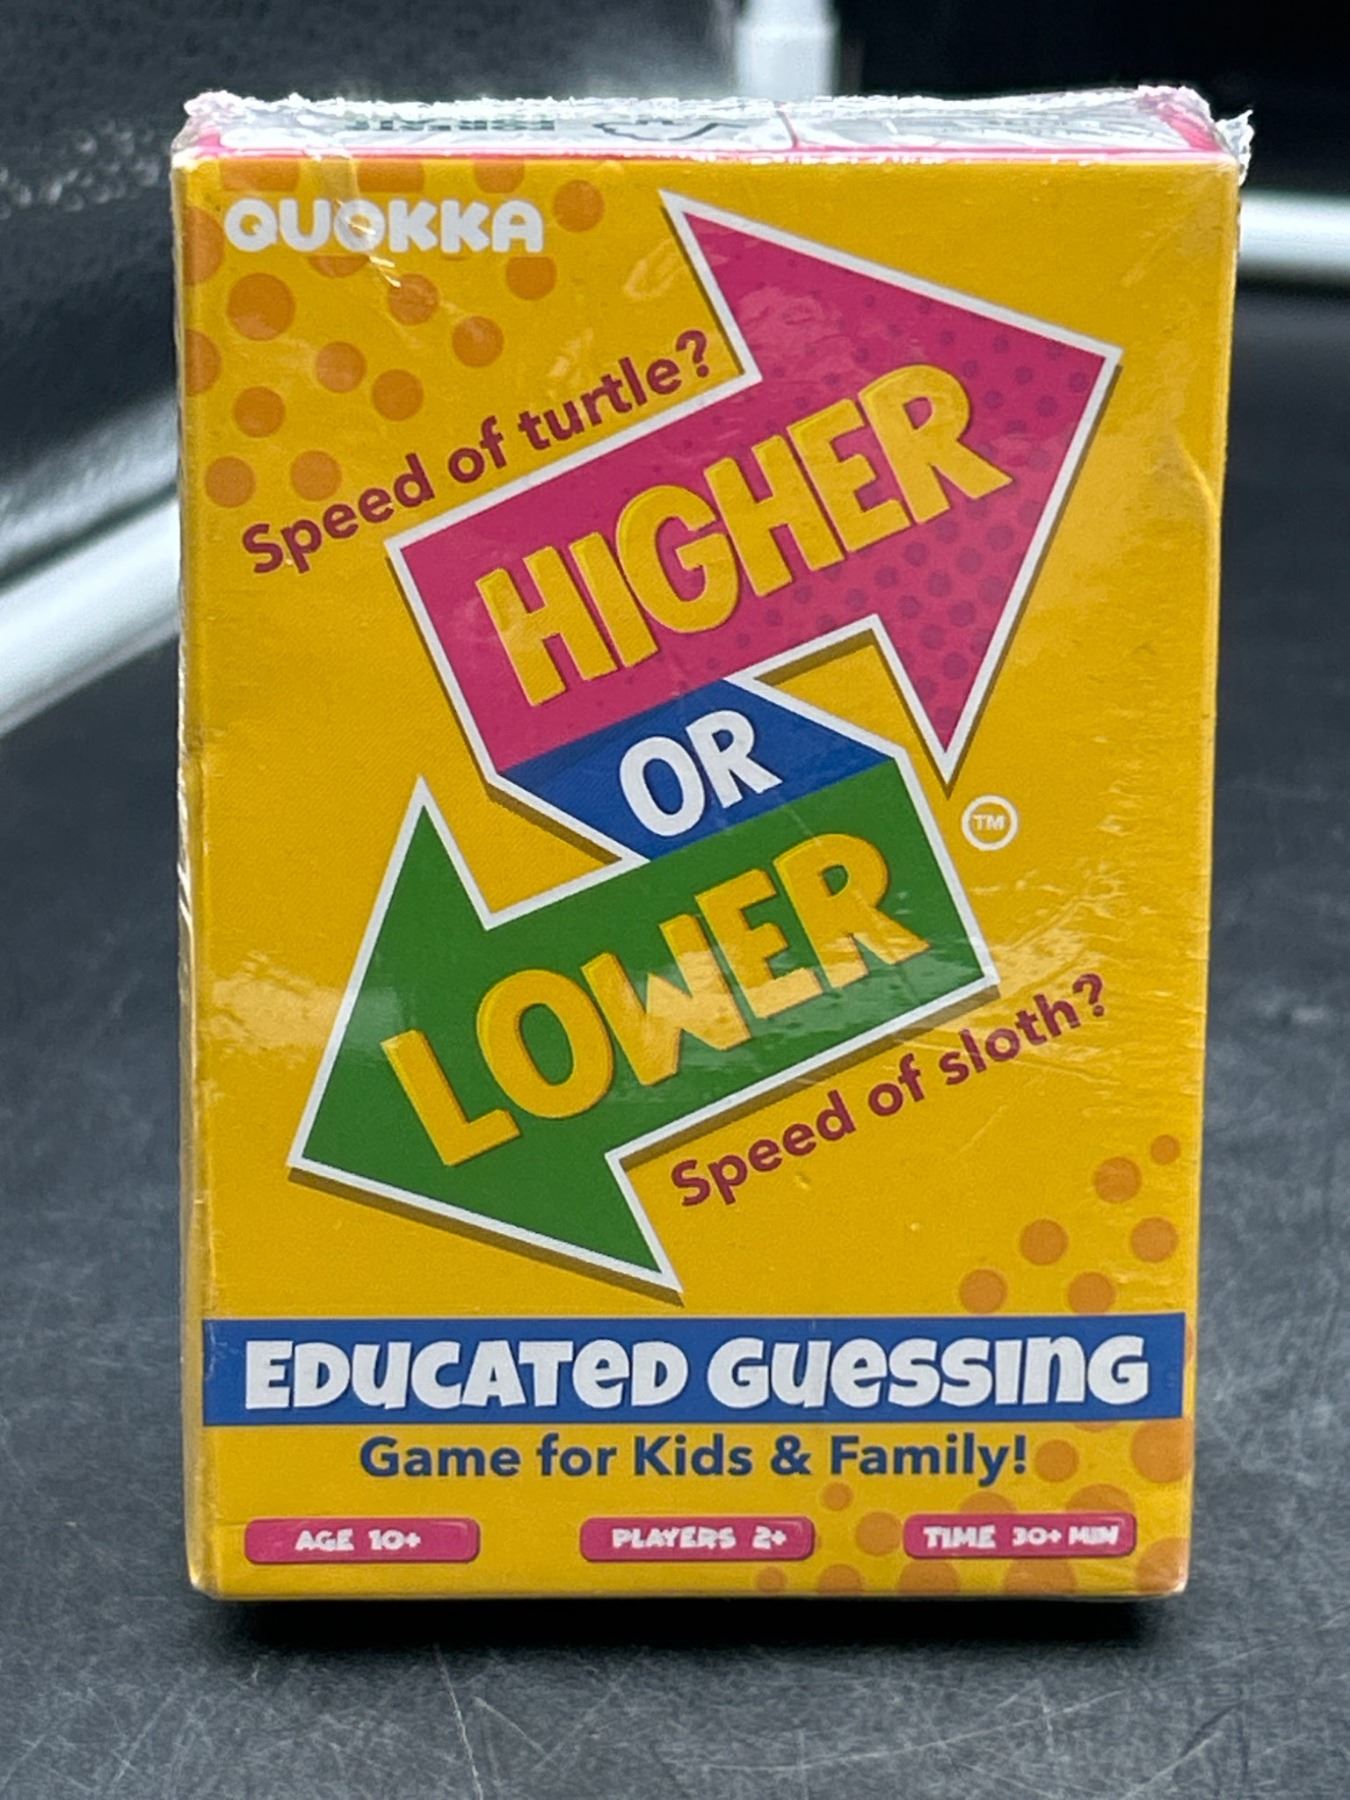 QUOKKA
Speed of turtle?
HIGHER
OR
LOWER
TM
Speed of sloth?
EDUCATED GUESSING
Game for Kids & Family!
AGE 10+
PLAYERS 2+
TIME 30+ MIN